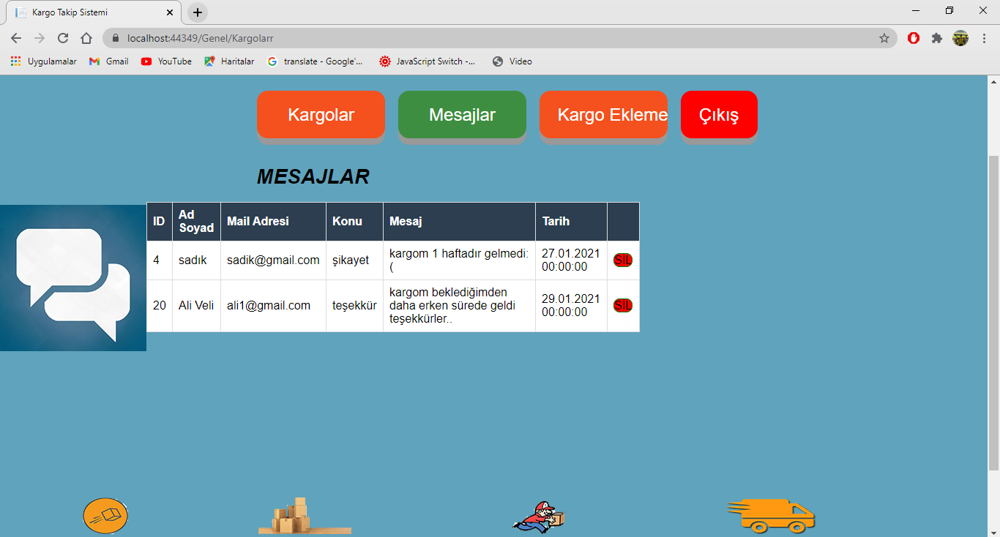 Kargo Takip Sistemi
localhost:44349/Genel/Kargolarr
Uygulamalar Gmail YouTube Haritalar translate - Google'... JavaScript Switch -... Video
Kargolar Mesajlar Kargo Ekleme Çıkış
MESAJLAR
ID Ad Soyad Mail Adresi Konu Mesaj Tarih
4 sadık sadik@gmail.com şikayet kargom 1 haftadır gelmedi:( 27.01.2021 00:00:00 SİL
20 Ali Veli ali1@gmail.com teşekkür kargom beklediğimden daha erken sürede geldi teşekkürler.. 29.01.2021 00:00:00 SİL